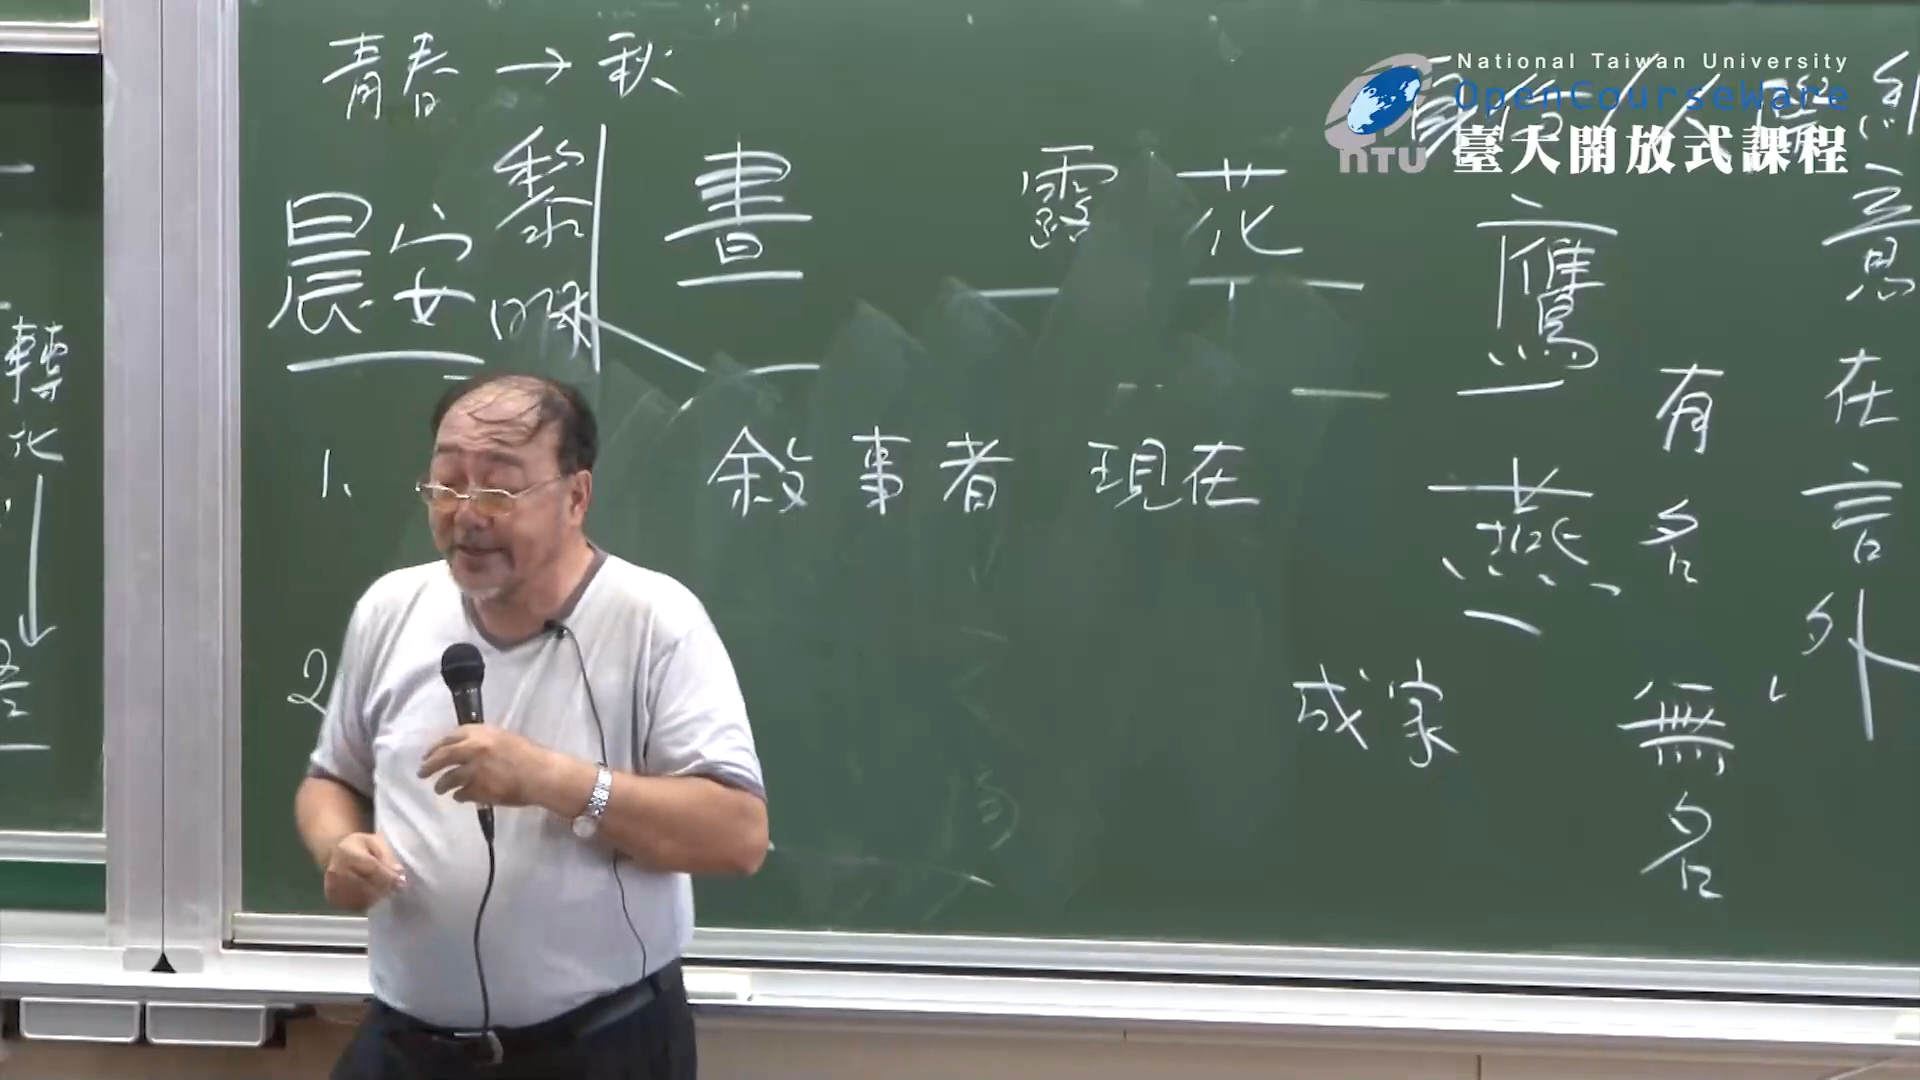 National Taiwan University
OpenCourseWare
臺大開放式課程
NTU
青春 → 秋
晨安
黎
晝
露 花
鷹
燕
有名
無名
意在言外
1、 敘事者 現在
2
成家
轉化